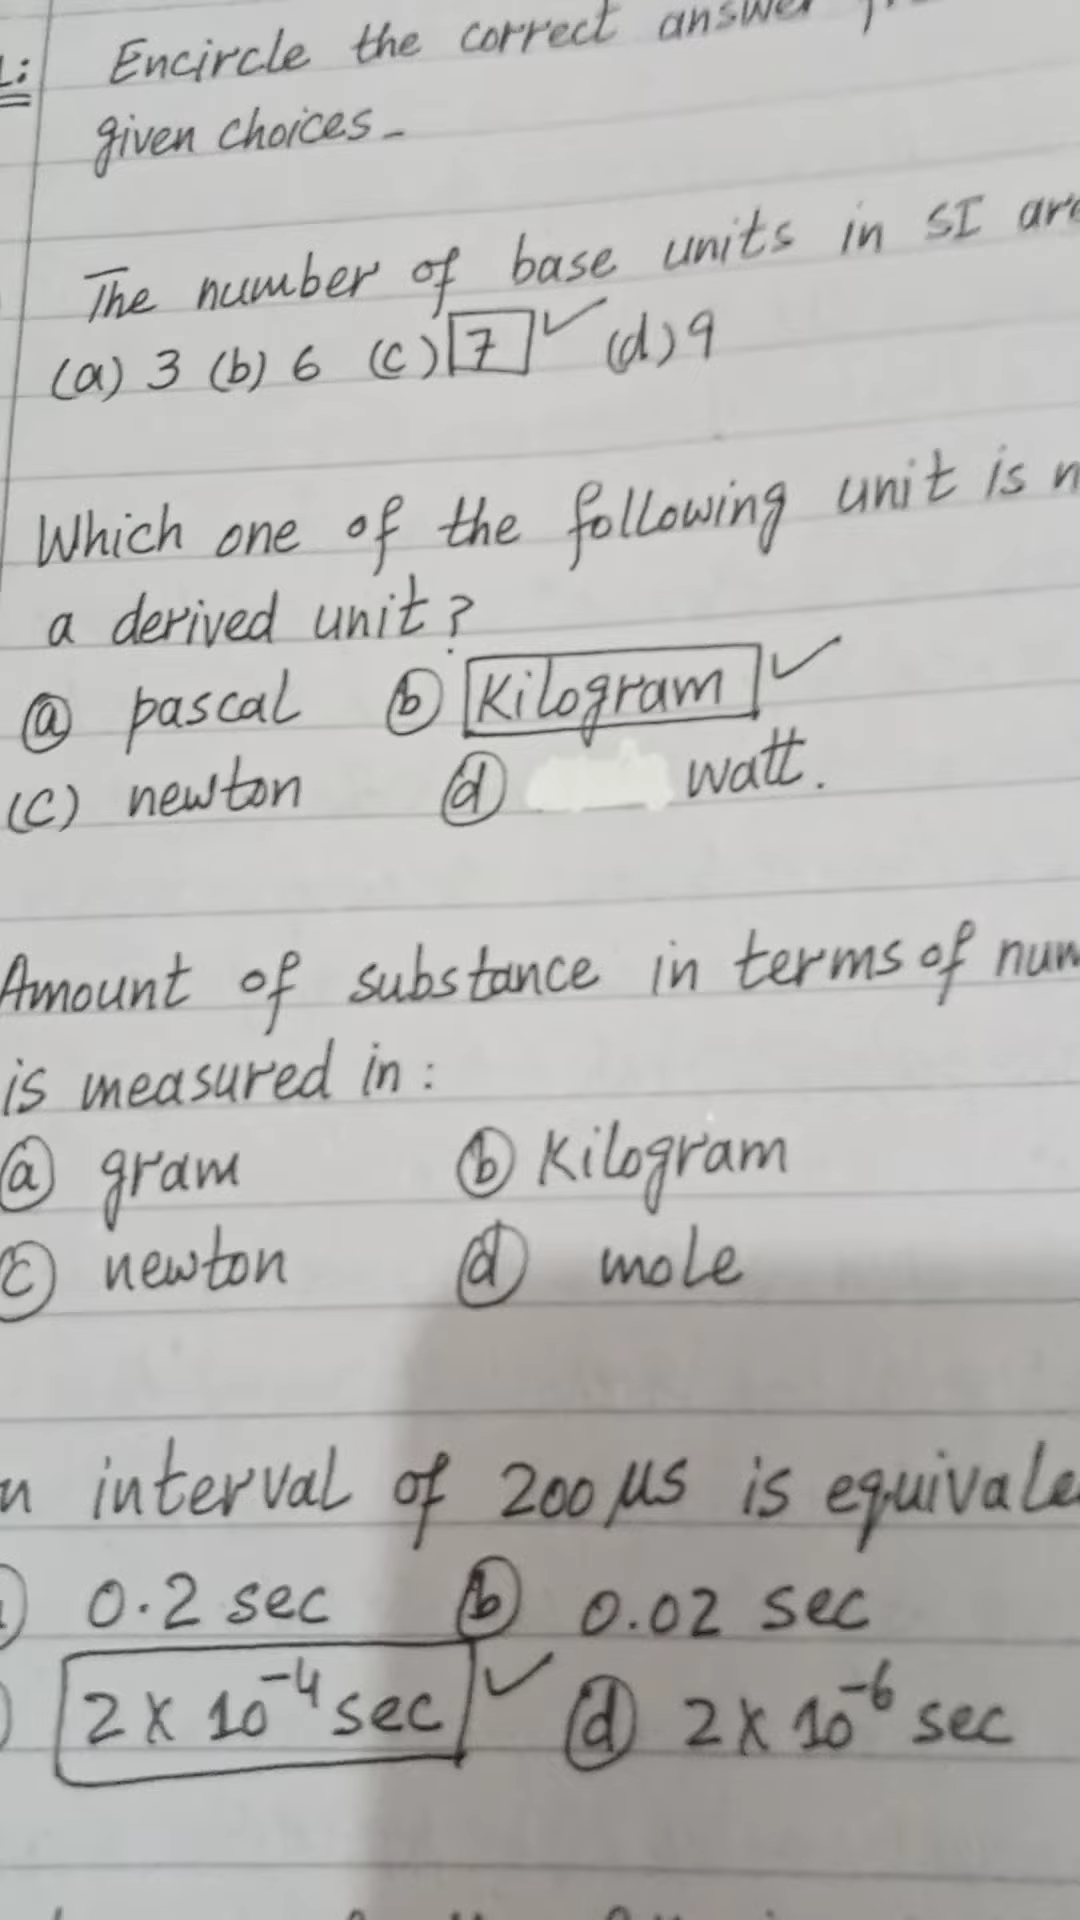 1: Encircle the correct answer
given choices-
The number of base units in SI are
(a) 3 (b) 6 (c) 7 ✓ (d) 9
Which one of the following unit is
a derived unit?
(a) pascal (b) Kilogram ✓
(c) newton (d) watt.
Amount of substance in terms of num
is measured in:
(a) gram (b) Kilogram
(c) newton (d) mole
interval of 200 µs is equivale
0.2 sec (b) 0.02 sec
2 x 10⁻⁴ sec ✓ (d) 2 x 10⁻⁶ sec